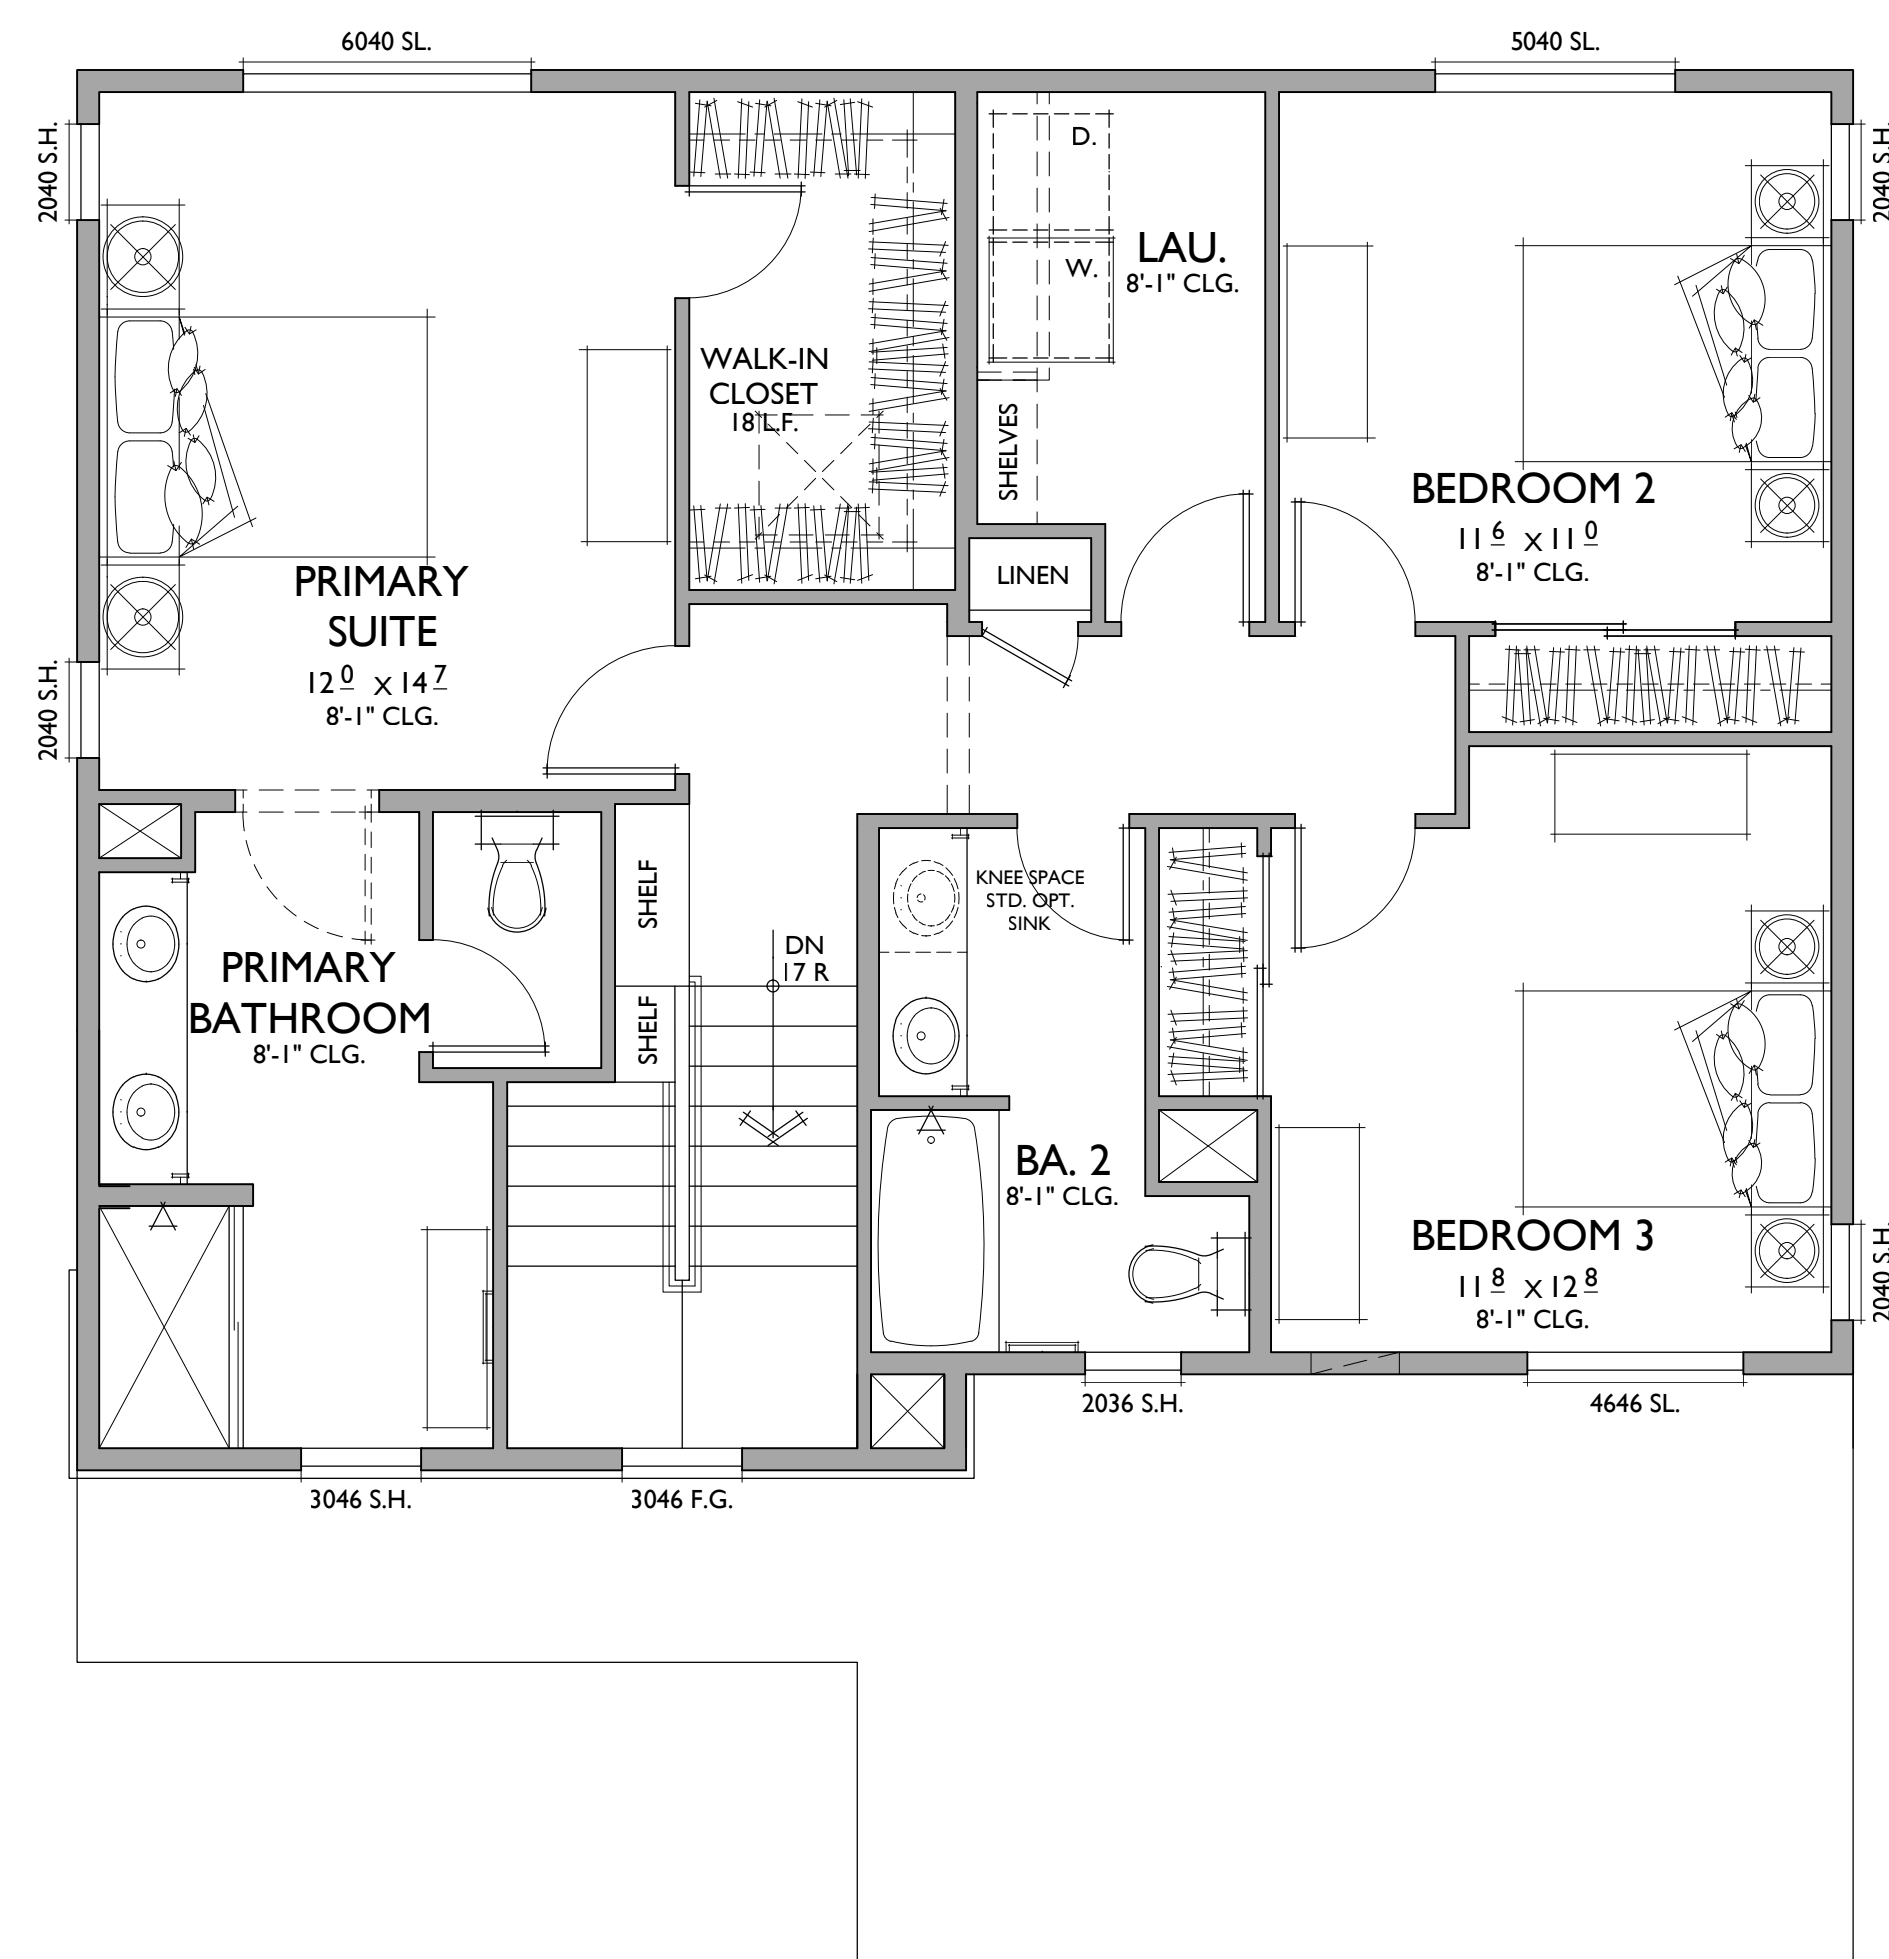 6040 SL.
5040 SL.
2040 S.H.
2040 S.H.
D.
W.
LAU.
8'-1" CLG.
WALK-IN
CLOSET
18 L.F.
SHELVES
BEDROOM 2
11 6 X 11 0
8'-1" CLG.
LINEN
PRIMARY
SUITE
12 0 X 14 7
8'-1" CLG.
2040 S.H.
SHELF
KNEE SPACE
STD. OPT.
SINK
DN
17 R
PRIMARY
BATHROOM
8'-1" CLG.
SHELF
BA. 2
8'-1" CLG.
BEDROOM 3
11 8 X 12 8
8'-1" CLG.
2040 S.H.
2036 S.H.
4646 SL.
3046 S.H.
3046 F.G.